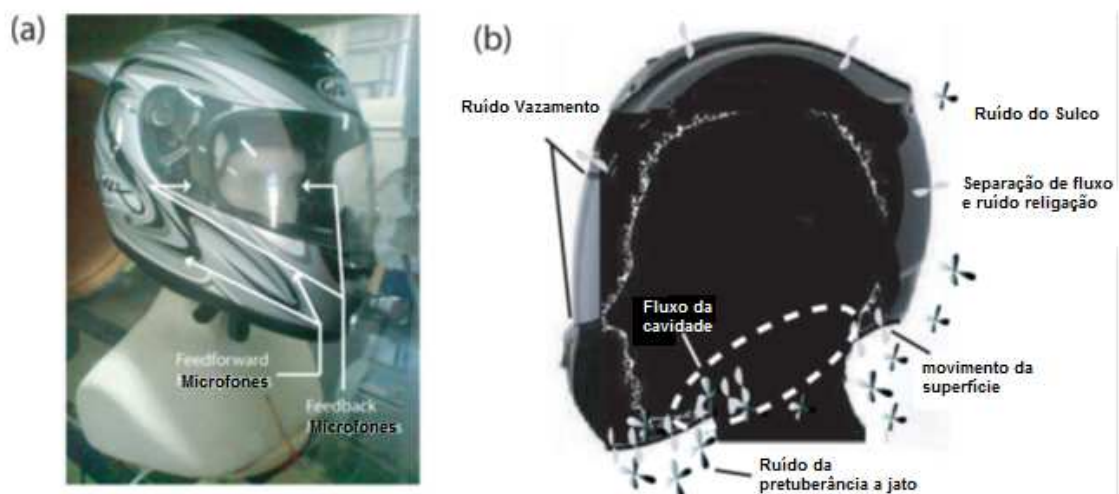 (a)
Feedforward
Microfones
Feedback
Microfones
(b)
Ruído Vazamento
Ruído do Sulco
Separação de fluxo
e ruído religação
Fluxo da
cavidade
movimento da
superfície
Ruído da
pretuberância a jato